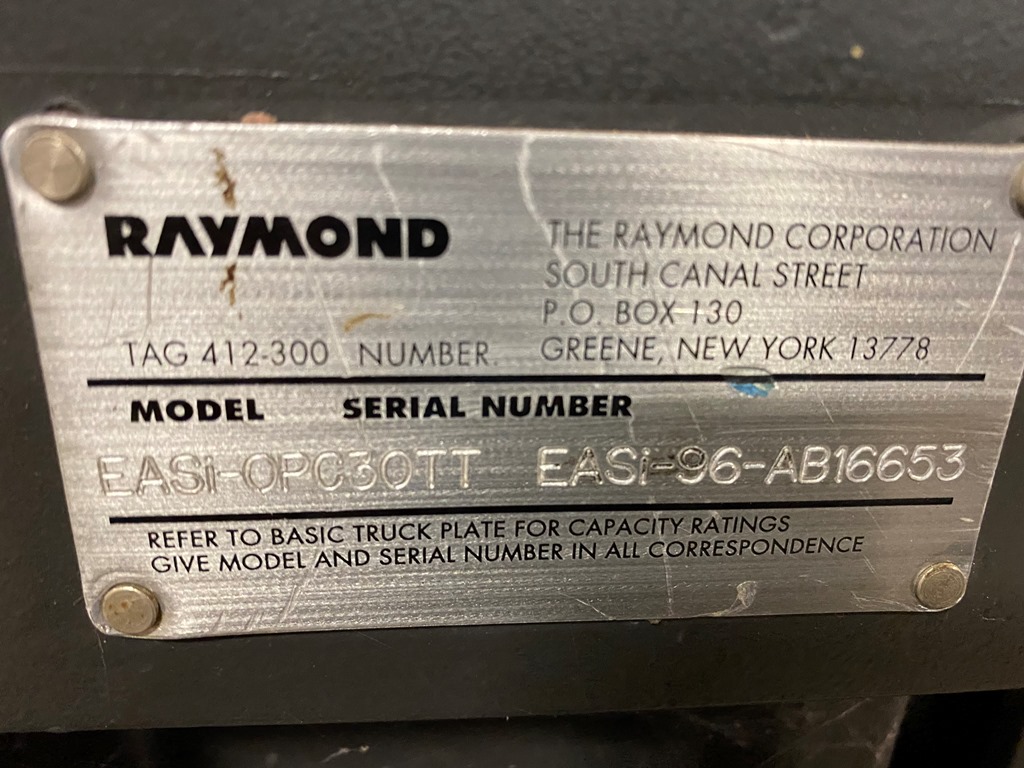 RAYMOND
THE RAYMOND CORPORATION
SOUTH CANAL STREET
P.O. BOX 130
GREENE, NEW YORK 13778
TAG 412-300 NUMBER.
MODEL SERIAL NUMBER
EASi-OPC30TT EASi-96-AB16653
REFER TO BASIC TRUCK PLATE FOR CAPACITY RATINGS
GIVE MODEL AND SERIAL NUMBER IN ALL CORRESPONDENCE